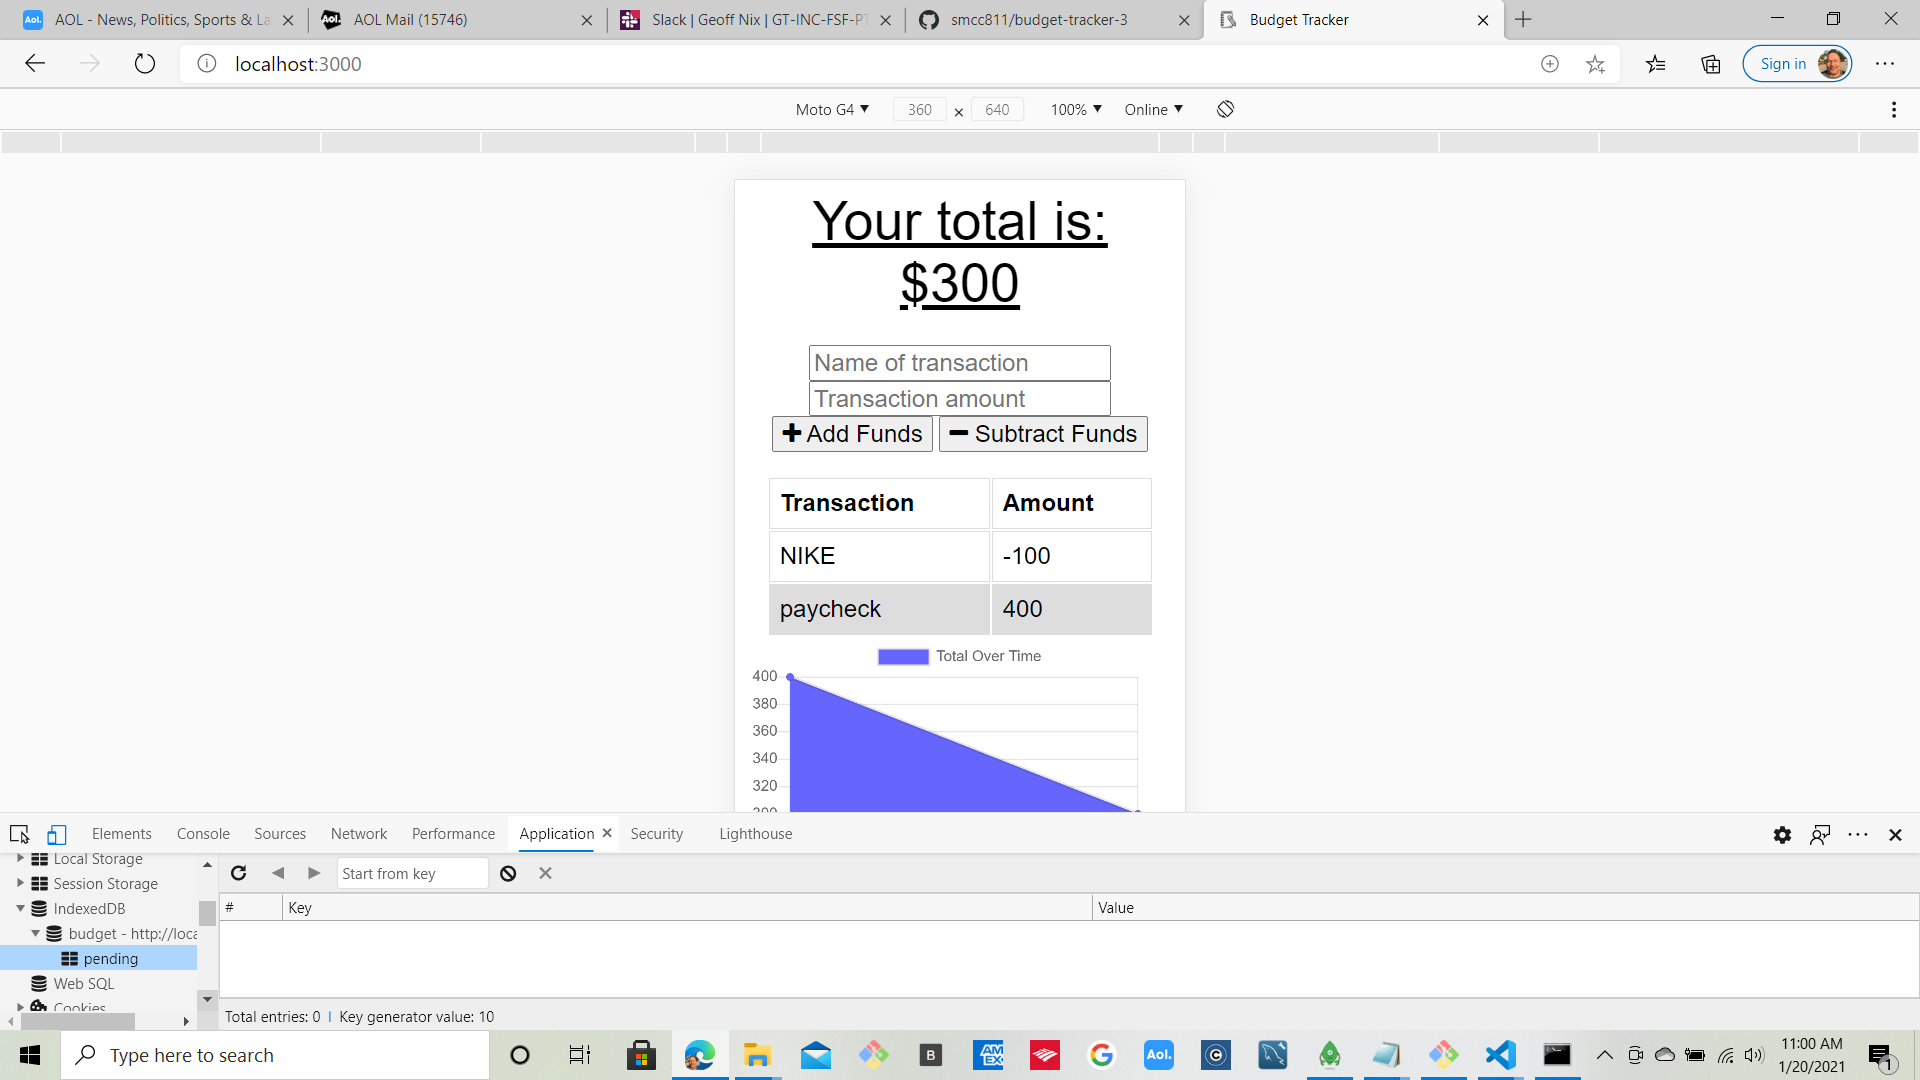 AOL - News, Politics, Sports & La
AOL Mail (15746)
Slack | Geoff Nix | GT-INC-FSF-PT
smcc811/budget-tracker-3
Budget Tracker
localhost:3000
Sign in
Moto G4 ▼ 360 × 640 100% ▼ Online ▼
Your total is:
$300
Name of transaction
Transaction amount
Add Funds Subtract Funds
Transaction Amount
NIKE -100
paycheck 400
Total Over Time
400
380
360
340
320
300
Elements Console Sources Network Performance Application Security Lighthouse
Local Storage
Session Storage
IndexedDB
budget - http://loca
pending
Web SQL
Cookies
Start from key
# Key Value
Total entries: 0 Key generator value: 10
Type here to search
B
AM
EX
Aol.
C
11:00 AM
1/20/2021
1